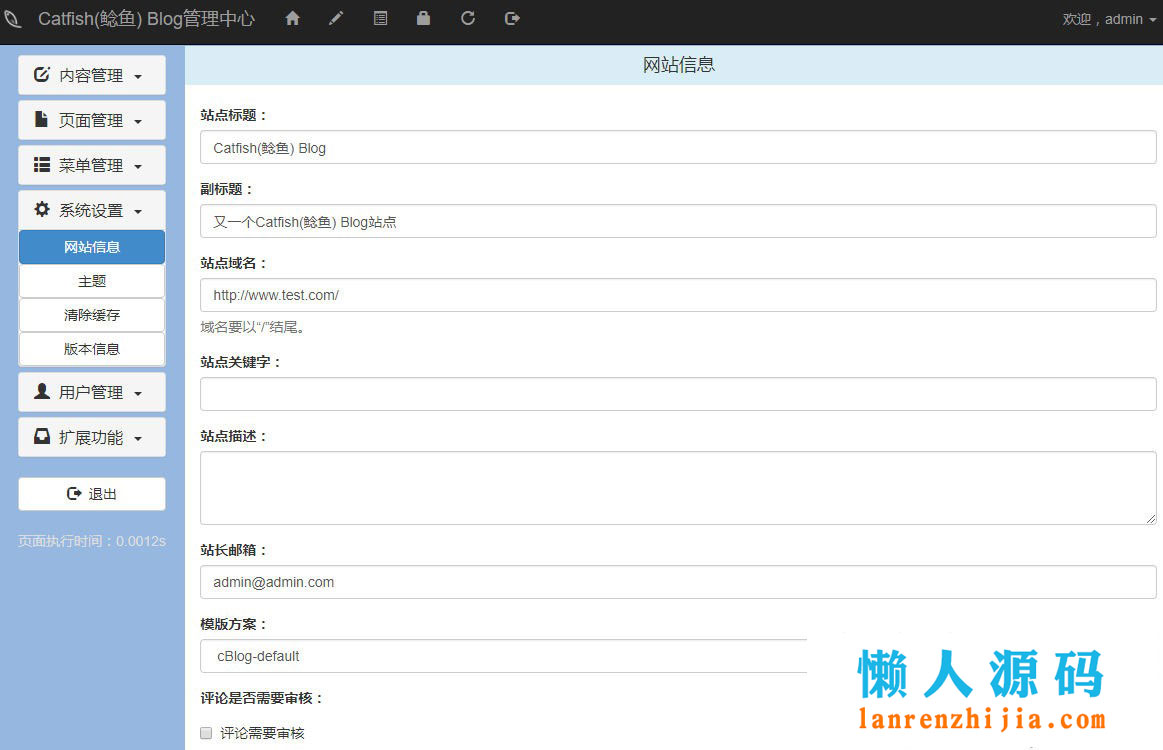 Catfish(鲶鱼) Blog管理中心
欢迎，admin
内容管理
页面管理
菜单管理
系统设置
网站信息
主题
清除缓存
版本信息
用户管理
扩展功能
退出
页面执行时间：0.0012s
网站信息
站点标题：
Catfish(鲶鱼) Blog
副标题：
又一个Catfish(鲶鱼) Blog站点
站点域名：
http://www.test.com/
域名要以“/”结尾。
站点关键字：
站点描述：
站长邮箱：
admin@admin.com
模版方案：
cBlog-default
评论是否需要审核：
评论需要审核
懒人源码
lanrenzhijia.com